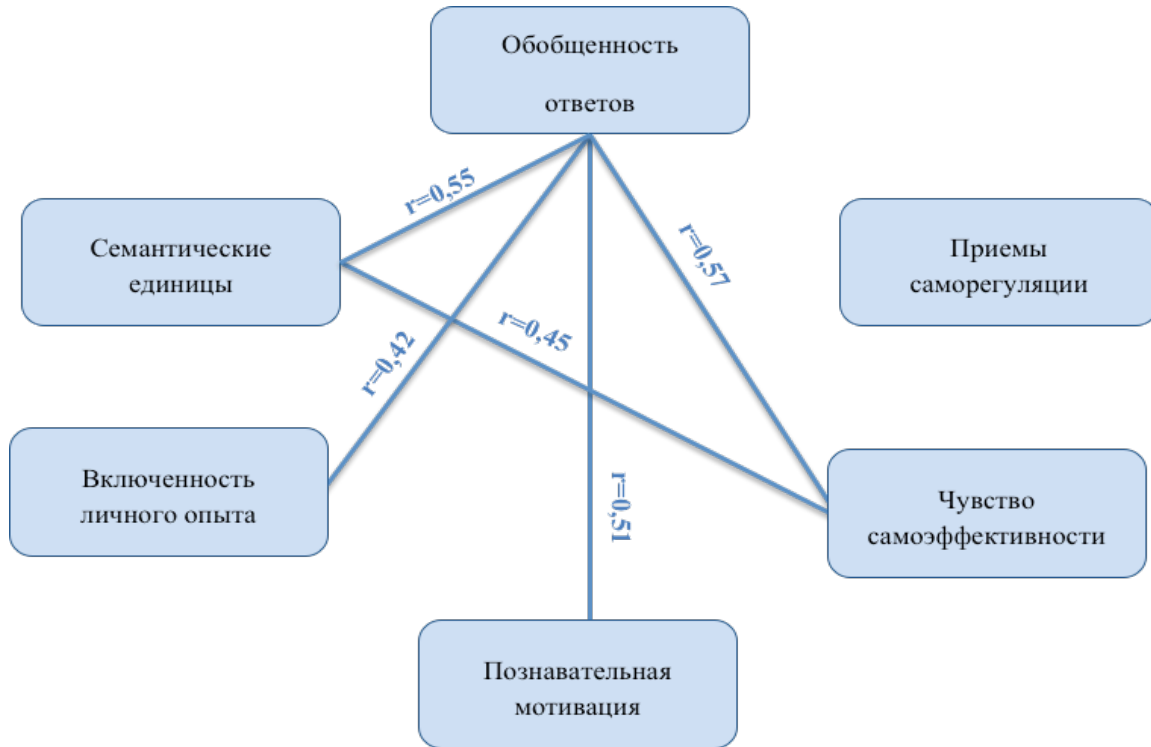 Обобщенность
ответов
r=0,55
Семантические
единицы
r=0,57
Приемы
саморегуляции
r=0,45
r=0,42
Включенность
личного опыта
r=0,51
Чувство
самоэффективности
Познавательная
мотивация